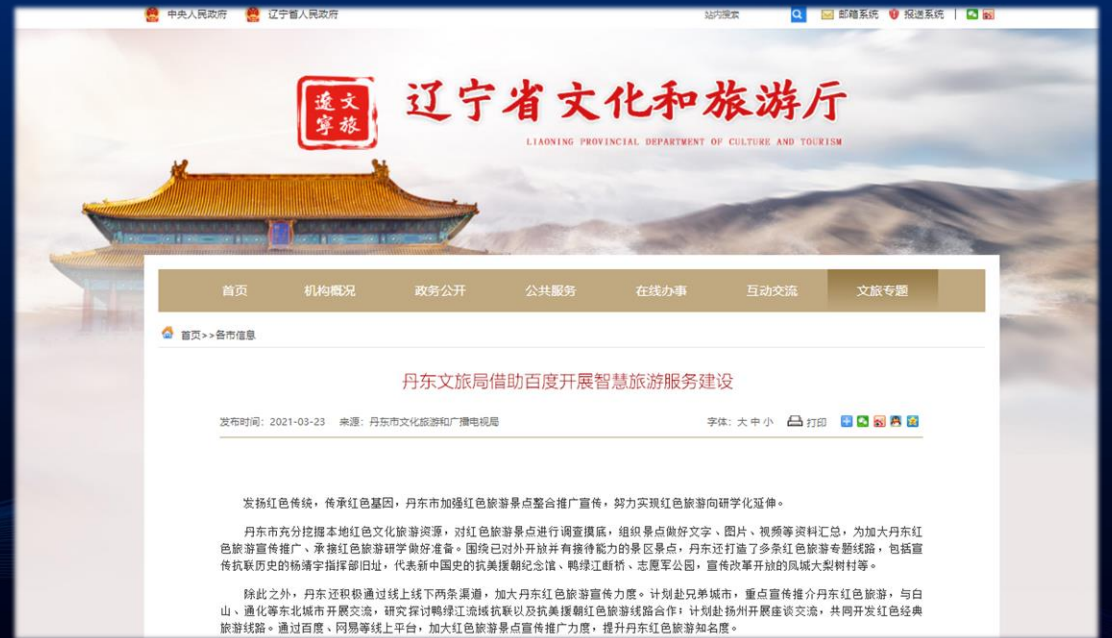 中央人民政府 辽宁省人民政府 站内搜索 邮箱系统 报送系统
遼寧 文旅
辽宁省文化和旅游厅
LIAONING PROVINCIAL DEPARTMENT OF CULTURE AND TOURISM
首页 机构概况 政务公开 公共服务 在线办事 互动交流 文旅专题
首页>>各市信息
丹东文旅局借助百度开展智慧旅游服务建设
发布时间：2021-03-23 来源：丹东市文化旅游和广播电视局 字体：大 中 小 打印
发扬红色传统，传承红色基因，丹东市加强红色旅游景点整合推广宣传，努力实现红色旅游向研学化延伸。
丹东市充分挖掘本地红色文化旅游资源，对红色旅游景点进行调查摸底，组织景点做好文字、图片、视频等资料汇总，为加大丹东红
色旅游宣传推广、承接红色旅游研学做好准备。围绕已对外开放并有接待能力的景区景点，丹东还打造了多条红色旅游专题线路，包括宣
传抗联历史的杨靖宇指挥部旧址，代表新中国史的抗美援朝纪念馆、鸭绿江断桥、志愿军公园，宣传改革开放的凤城大梨树村等。
除此之外，丹东还积极通过线上线下两条渠道，加大丹东红旅游宣传力度。计划赴兄弟城市，重点宣传推介丹东红色旅游，与白
山、通化等东北城市开展交流，研究探讨鸭绿江流域抗联以及抗美援朝红色旅游线路合作；计划赴扬州开展座谈交流，共同开发红色经典
旅游线路。通过百度、网易等线上平台，加大红色旅游景点宣传推广力度，提升丹东红色旅游知名度。